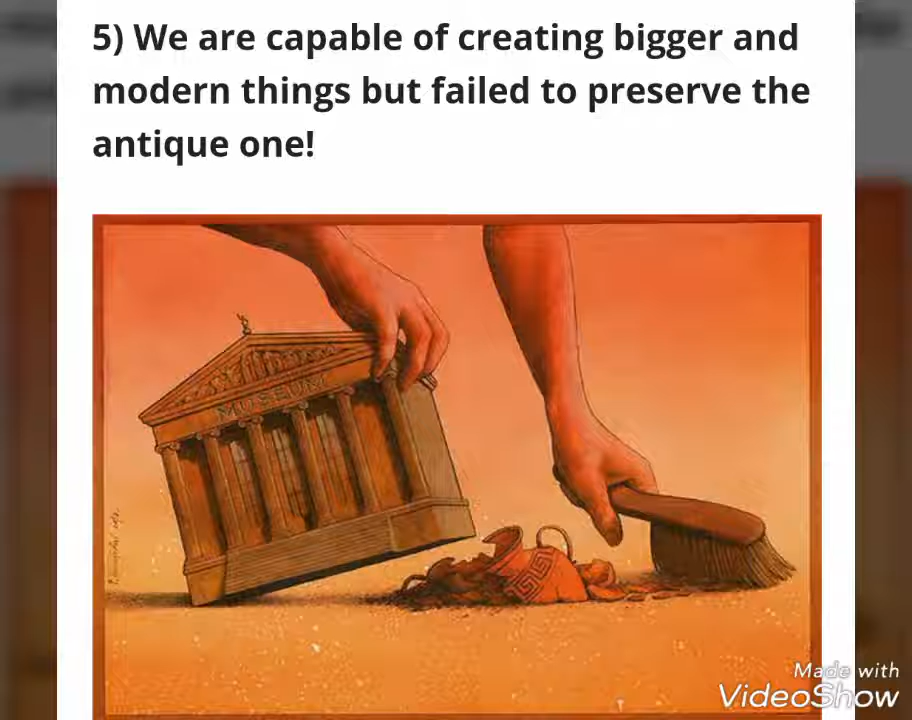 5) We are capable of creating bigger and
modern things but failed to preserve the
antique one!
MUSEUM
Made with
VideoShow